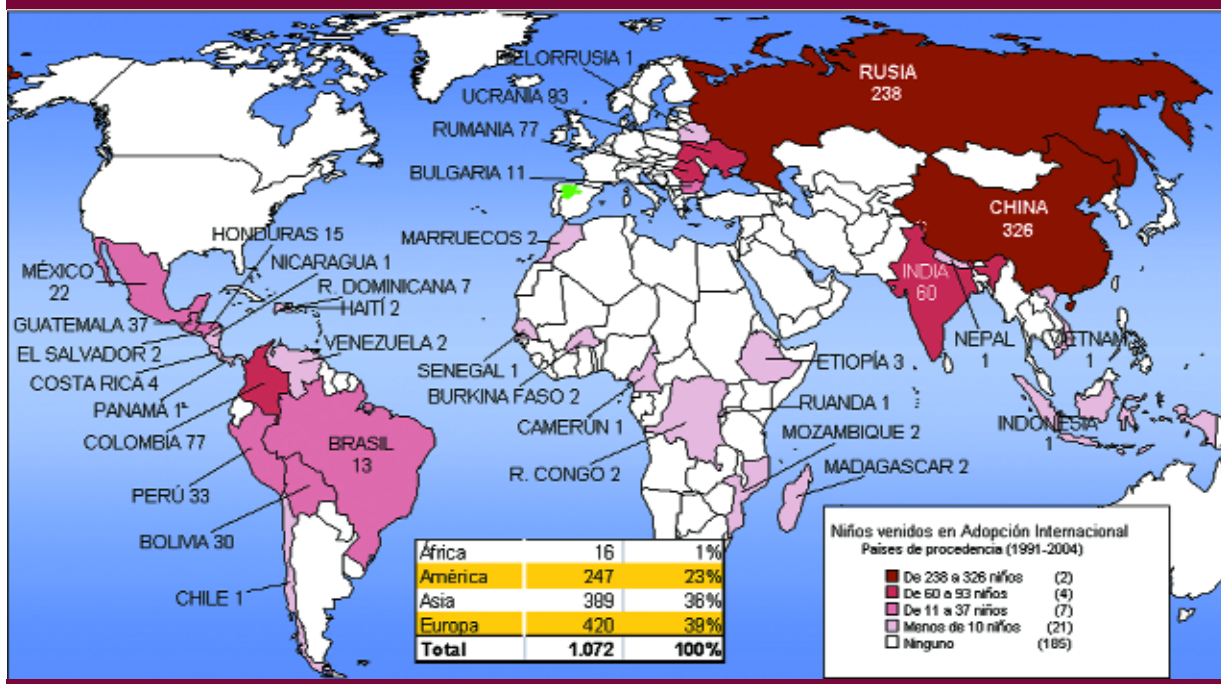 BIELORRUSIA 1
RUSIA
238
UCRANIA 93
RUMANIA 77
BULGARIA 11
CHINA
326
HONDURAS 15
MARRUECOS 2
NICARAGUA 1
MÉXICO
22
R. DOMINICANA 7
INDIA
60
HAITÍ 2
GUATEMALA 37
VENEZUELA 2
NEPAL
1
VIETNAM
1
EL SALVADOR 2
SENEGAL 1
ETIOPÍA 3
COSTA RICA 4
BURKINA FASO 2
RUANDA 1
PANAMÁ 1
CAMERÚN 1
INDONESIA
1
COLOMBÍA 77
BRASIL
13
MOZAMBIQUE 2
R. CONGO 2
MADAGASCAR 2
PERÚ 33
BOLIVIA 30
CHILE 1
África 16 1%
América 247 23%
Asia 389 36%
Europa 420 39%
Total 1.072 100%
Niños venidos en Adopción Internacional
Países de procedencia (1991-2004)
De 238 a 326 niños (2)
De 60 a 93 niños (4)
De 11 a 37 niños (7)
Menos de 10 niños (21)
Ninguno (185)